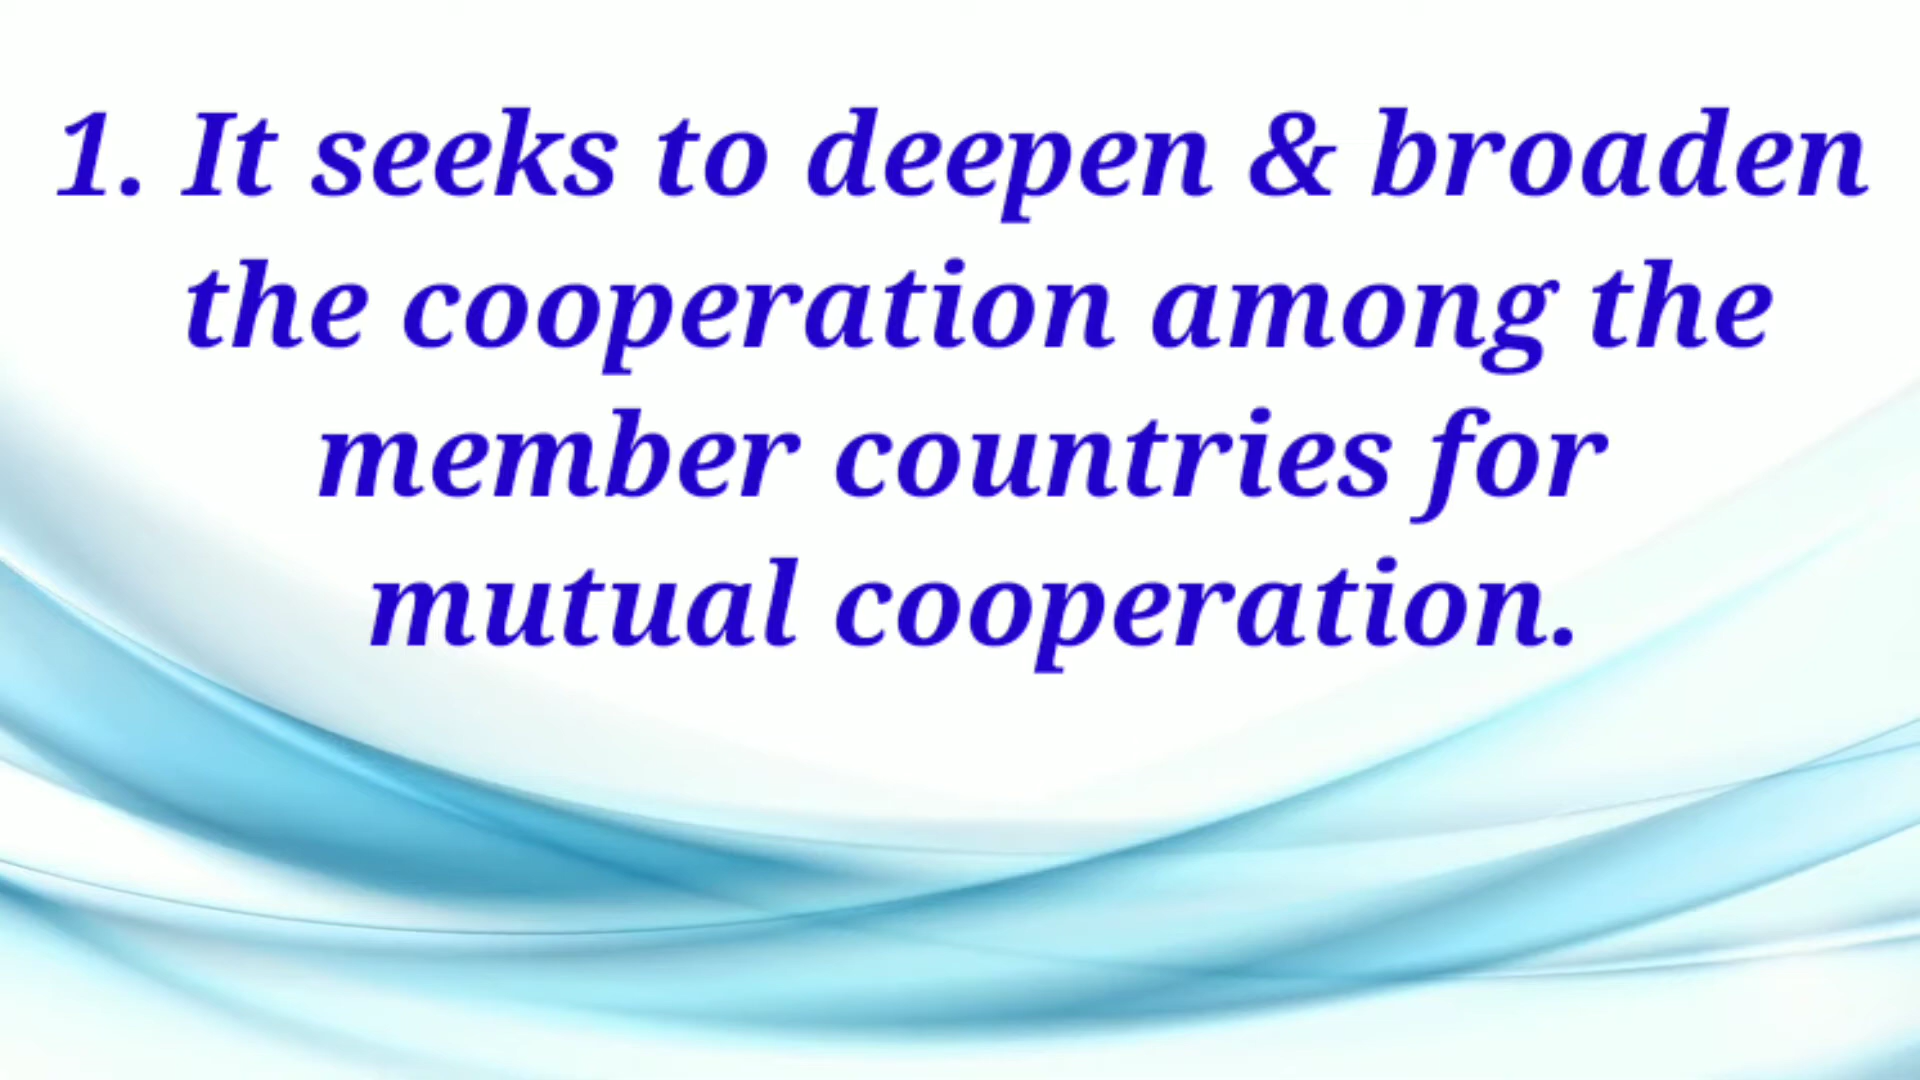 1. It seeks to deepen & broaden
the cooperation among the
member countries for
mutual cooperation.